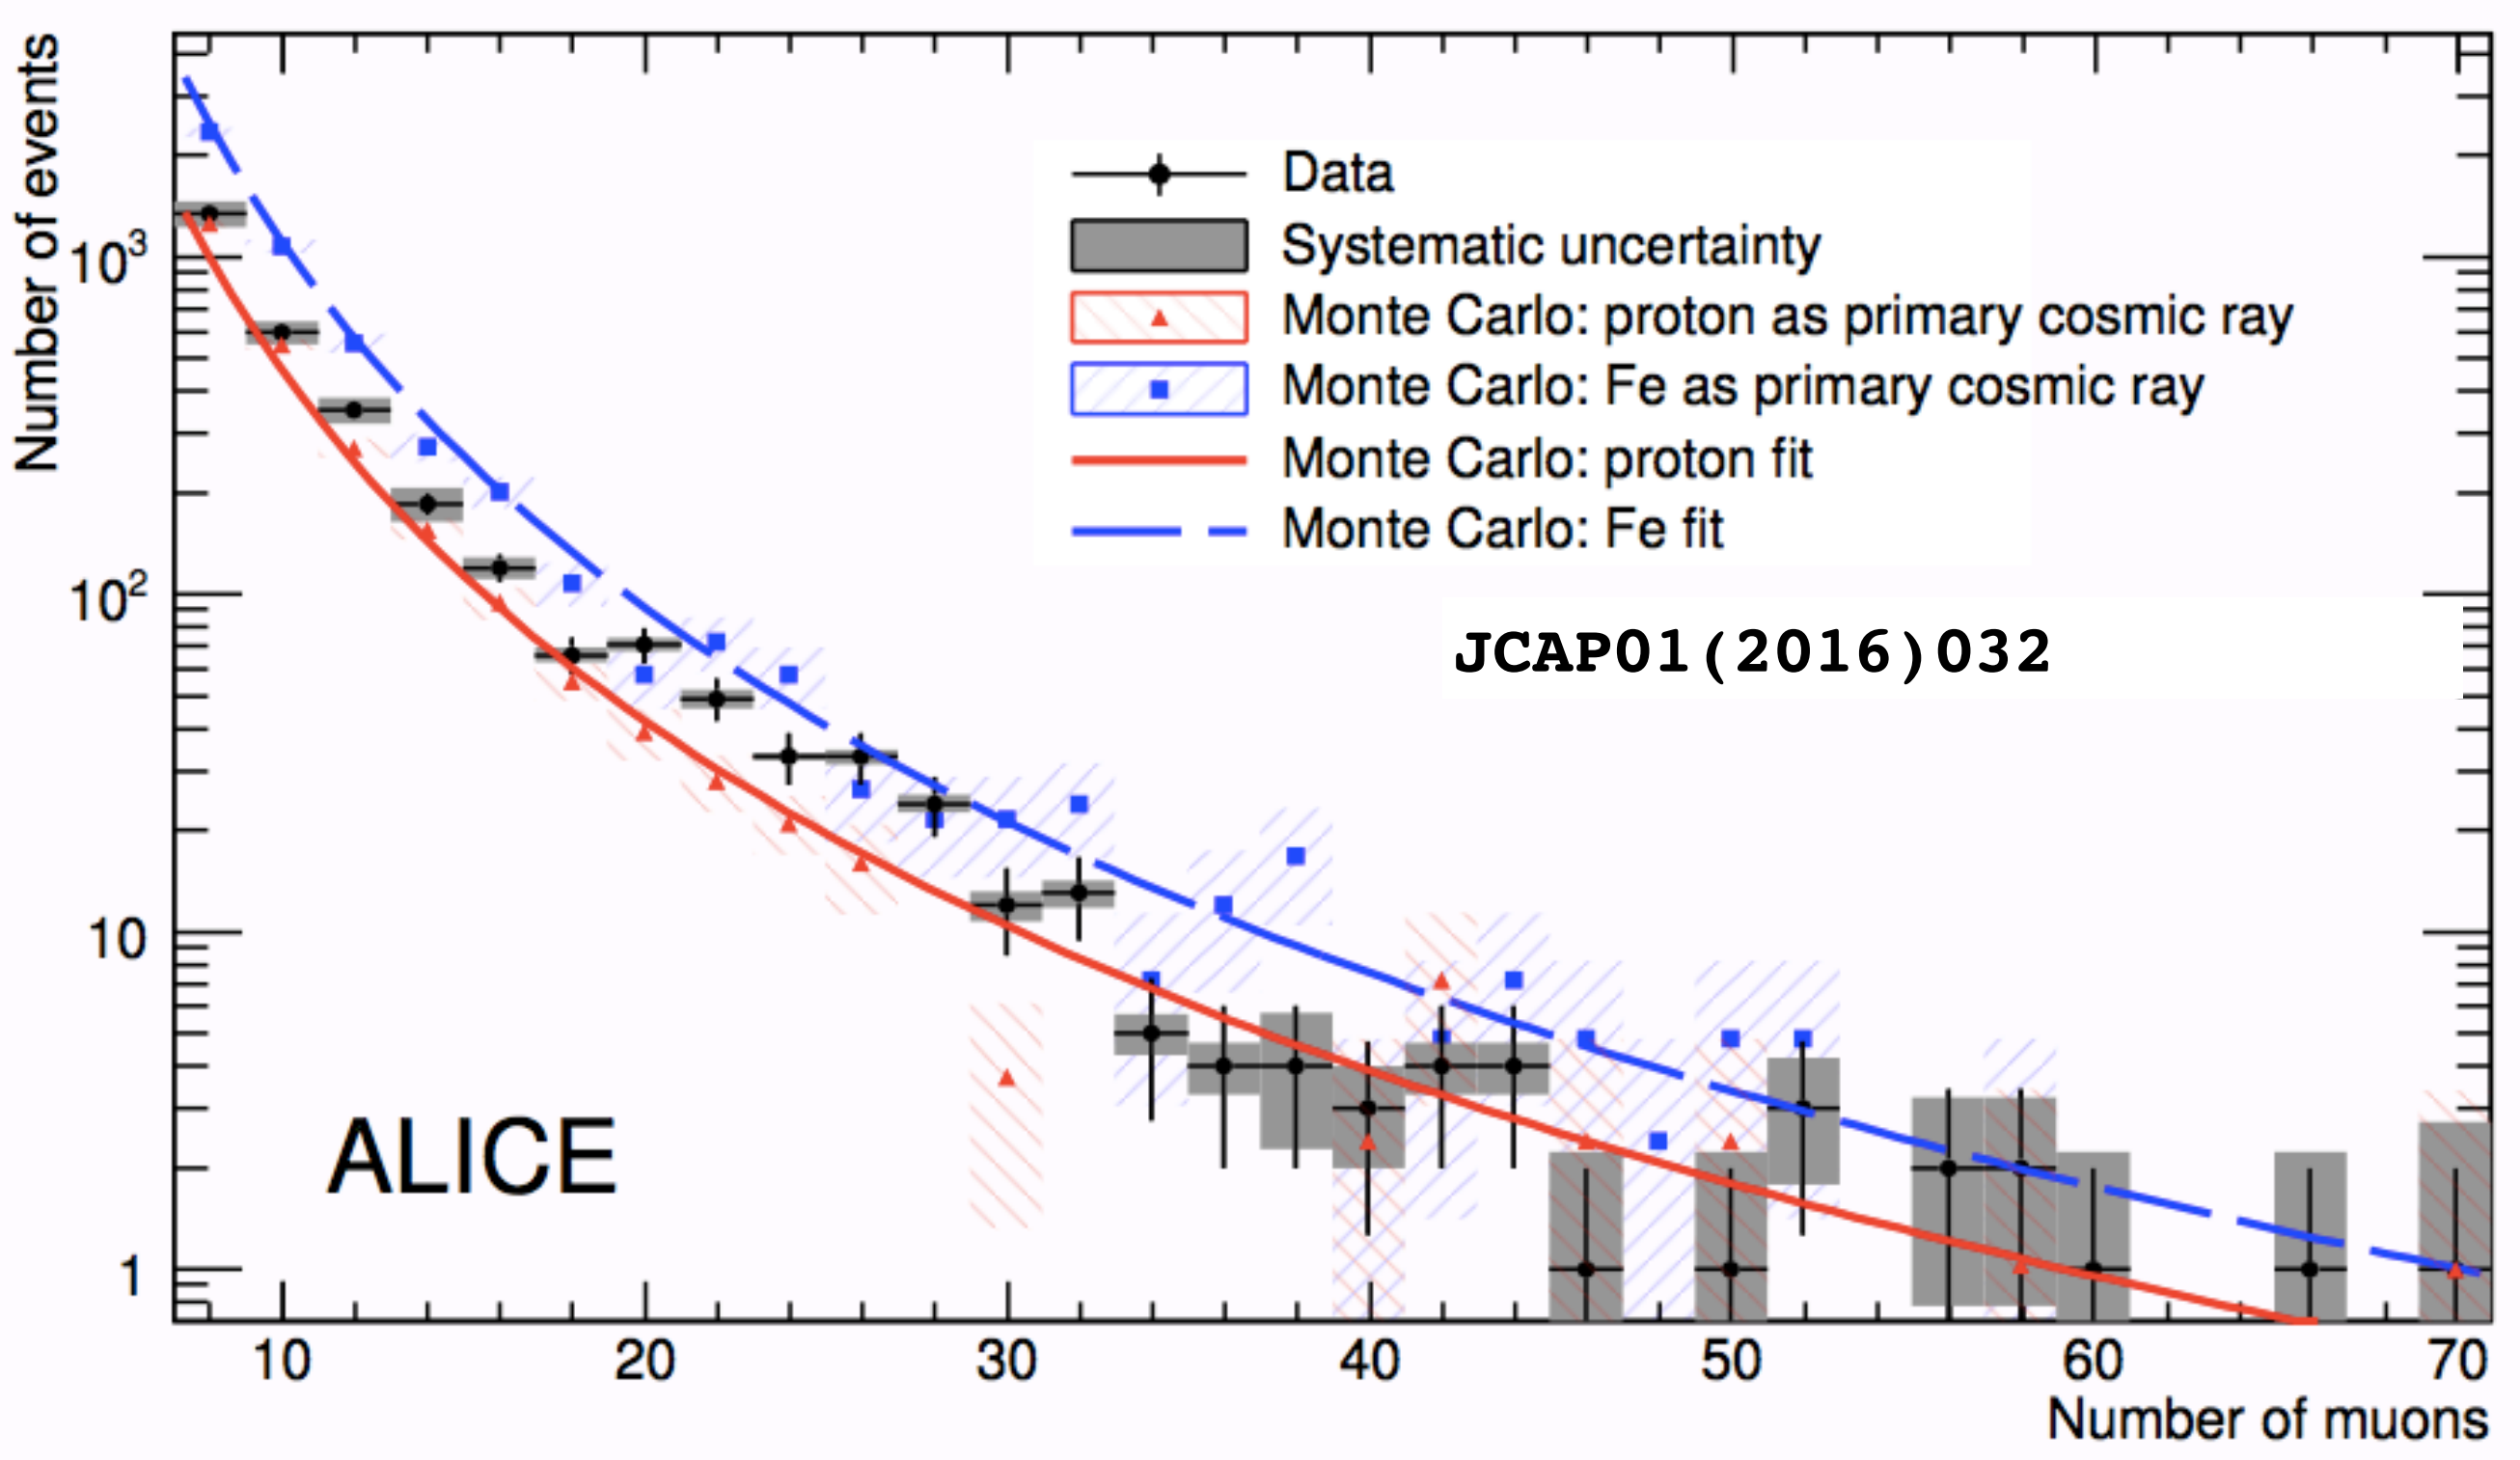 Number of events
10³
10²
10
1
Data
Systematic uncertainty
Monte Carlo: proton as primary cosmic ray
Monte Carlo: Fe as primary cosmic ray
Monte Carlo: proton fit
Monte Carlo: Fe fit
JCAP01(2016)032
ALICE
10 20 30 40 50 60 70
Number of muons